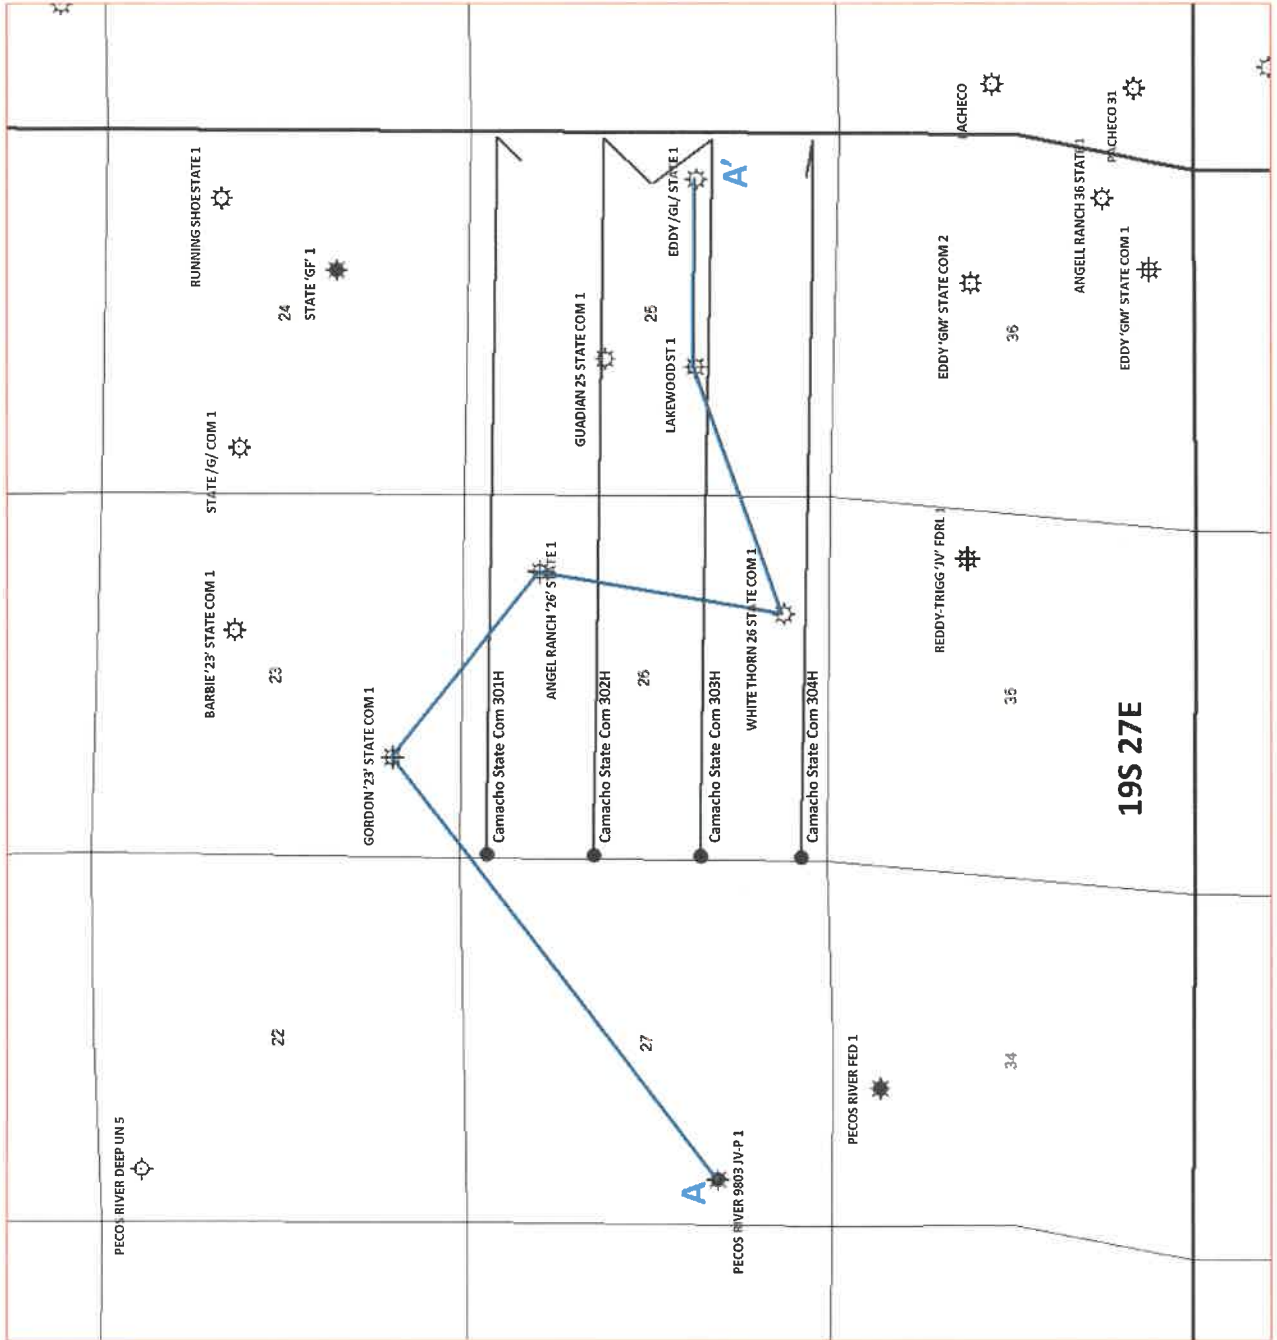 PECOS RIVER DEEP UN 5
RUNNING SHOE STATE 1
BARBIE '23' STATE COM 1
STATE /G/ COM 1
22
23
24
STATE 'GF' 1
GORDON '23' STATE COM 1
Camacho State Com 301H
ANGEL RANCH '26' STATE 1
GUADIAN 25 STATE COM 1
Camacho State Com 302H
27
26
25
LAKEWOOD ST 1
EDDY /GL/ STATE 1
A
Camacho State Com 303H
A'
PECOS RIVER 9803 JV-P 1
WHITE THORN 26 STATE COM 1
Camacho State Com 304H
PECOS RIVER FED 1
REDDY-TRIGG 'JV' FDRL 1
EDDY 'GM' STATE COM 2
PACHECO
34
35
36
ANGELL RANCH 36 STATE 1
PACHECO 31
EDDY 'GM' STATE COM 1
19S 27E